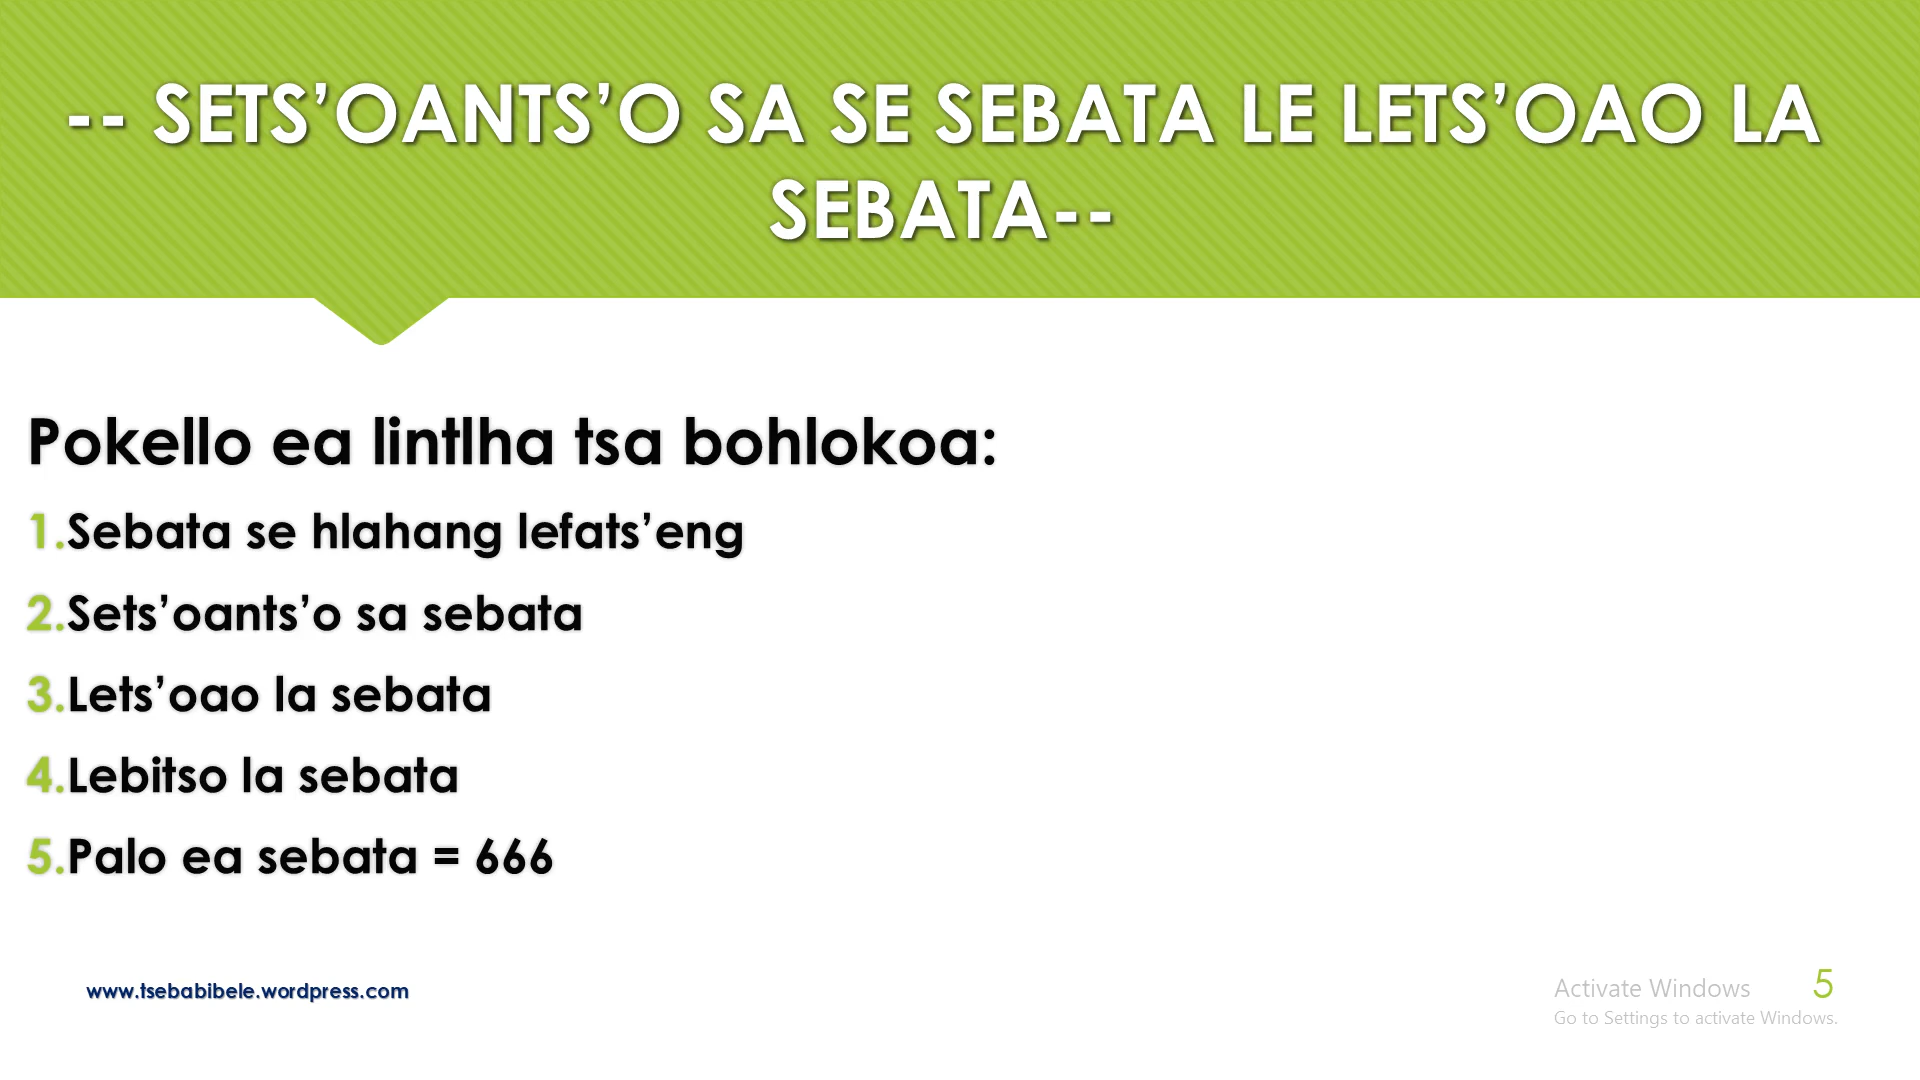 -- SETS’OANTS’O SA SE SEBATA LE LETS’OAO LA
SEBATA--
Pokello ea lintlha tsa bohlokoa:
1.Sebata se hlahang lefats’eng
2.Sets’oants’o sa sebata
3.Lets’oao la sebata
4.Lebitso la sebata
5.Palo ea sebata = 666
www.tsebabibele.wordpress.com
Activate Windows
5
Go to Settings to activate Windows.